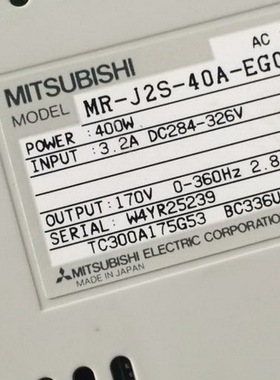 MITSUBISHI AC
MODEL MR-J2S-40A-EG0
POWER : 400W
INPUT : 3.2A DC284-326V
OUTPUT: 170V 0-360Hz 2.8
SERIAL: W4YR25239
TC300A175G53 BC336U
MITSUBISHI ELECTRIC CORPORATION
MADE IN JAPAN